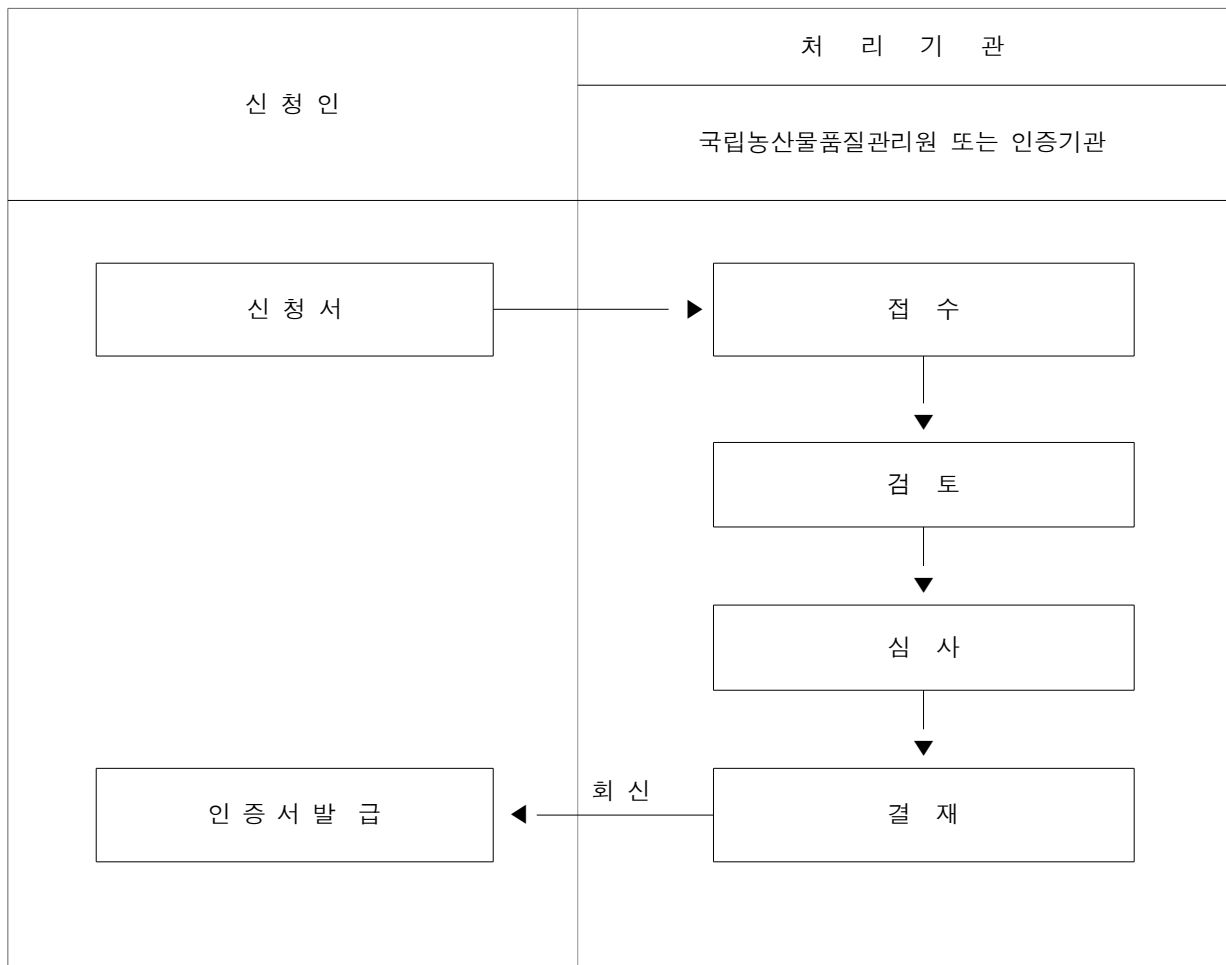 신 청 인
처 리 기 관
국립농산물품질관리원 또는 인증기관
신 청 서
접 수
검 토
심 사
회 신
인 증 서 발 급
결 재